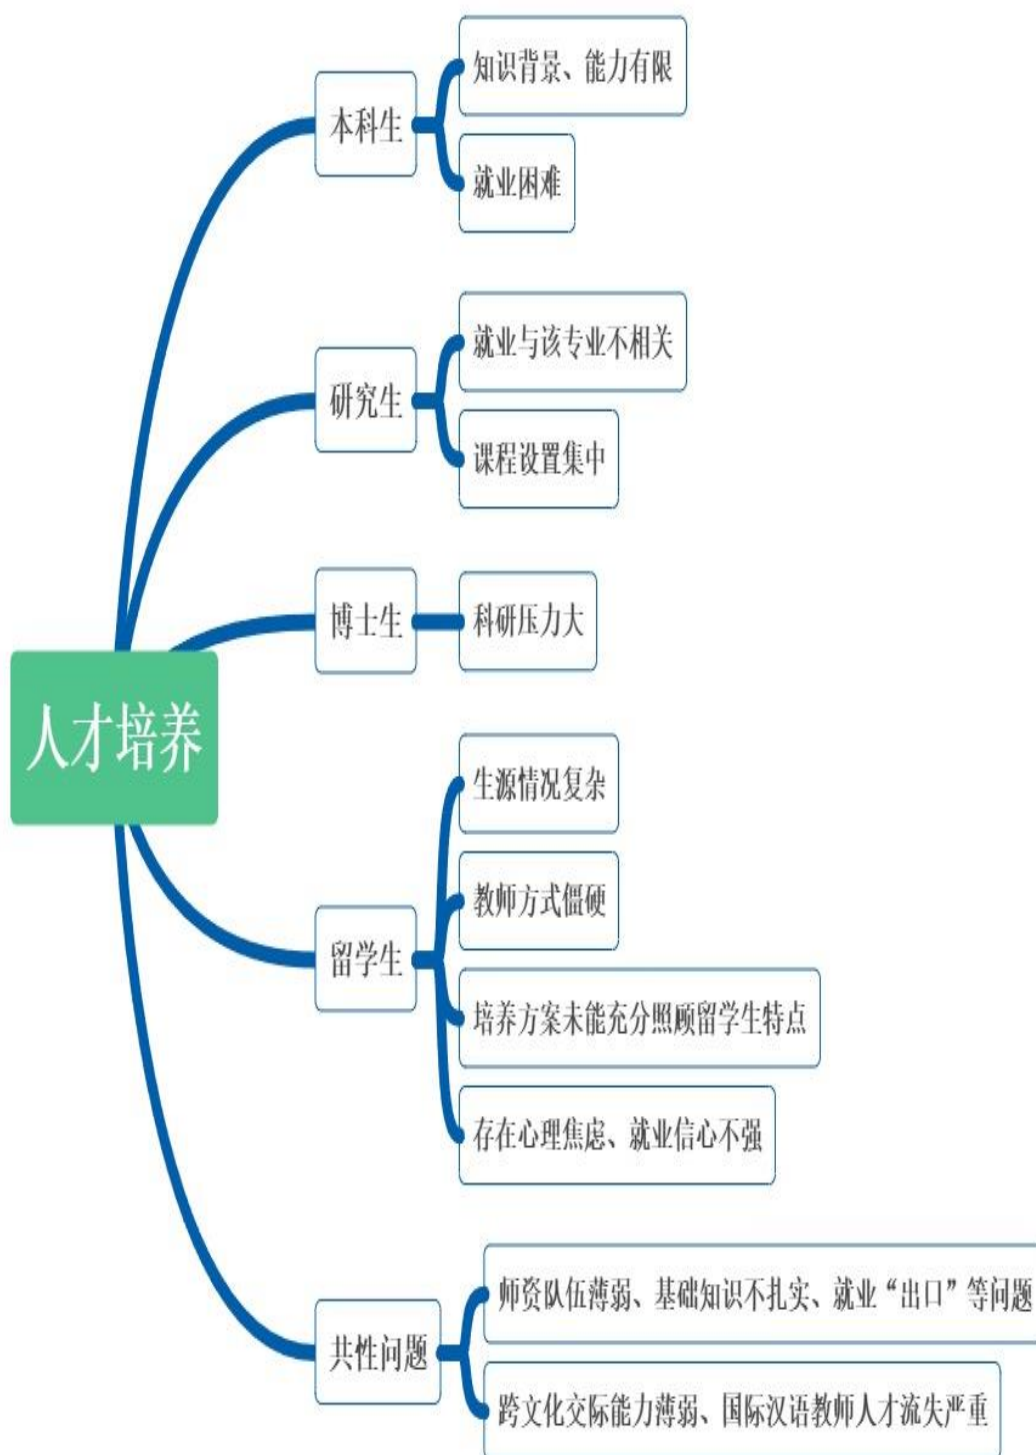 人才培养
本科生
知识背景、能力有限
就业困难
研究生
就业与该专业不相关
课程设置集中
博士生
科研压力大
留学生
生源情况复杂
教师方式僵硬
培养方案未能充分照顾留学生特点
存在心理焦虑、就业信心不强
共性问题
师资队伍薄弱、基础知识不扎实、就业“出口”等问题
跨文化交际能力薄弱、国际汉语教师人才流失严重